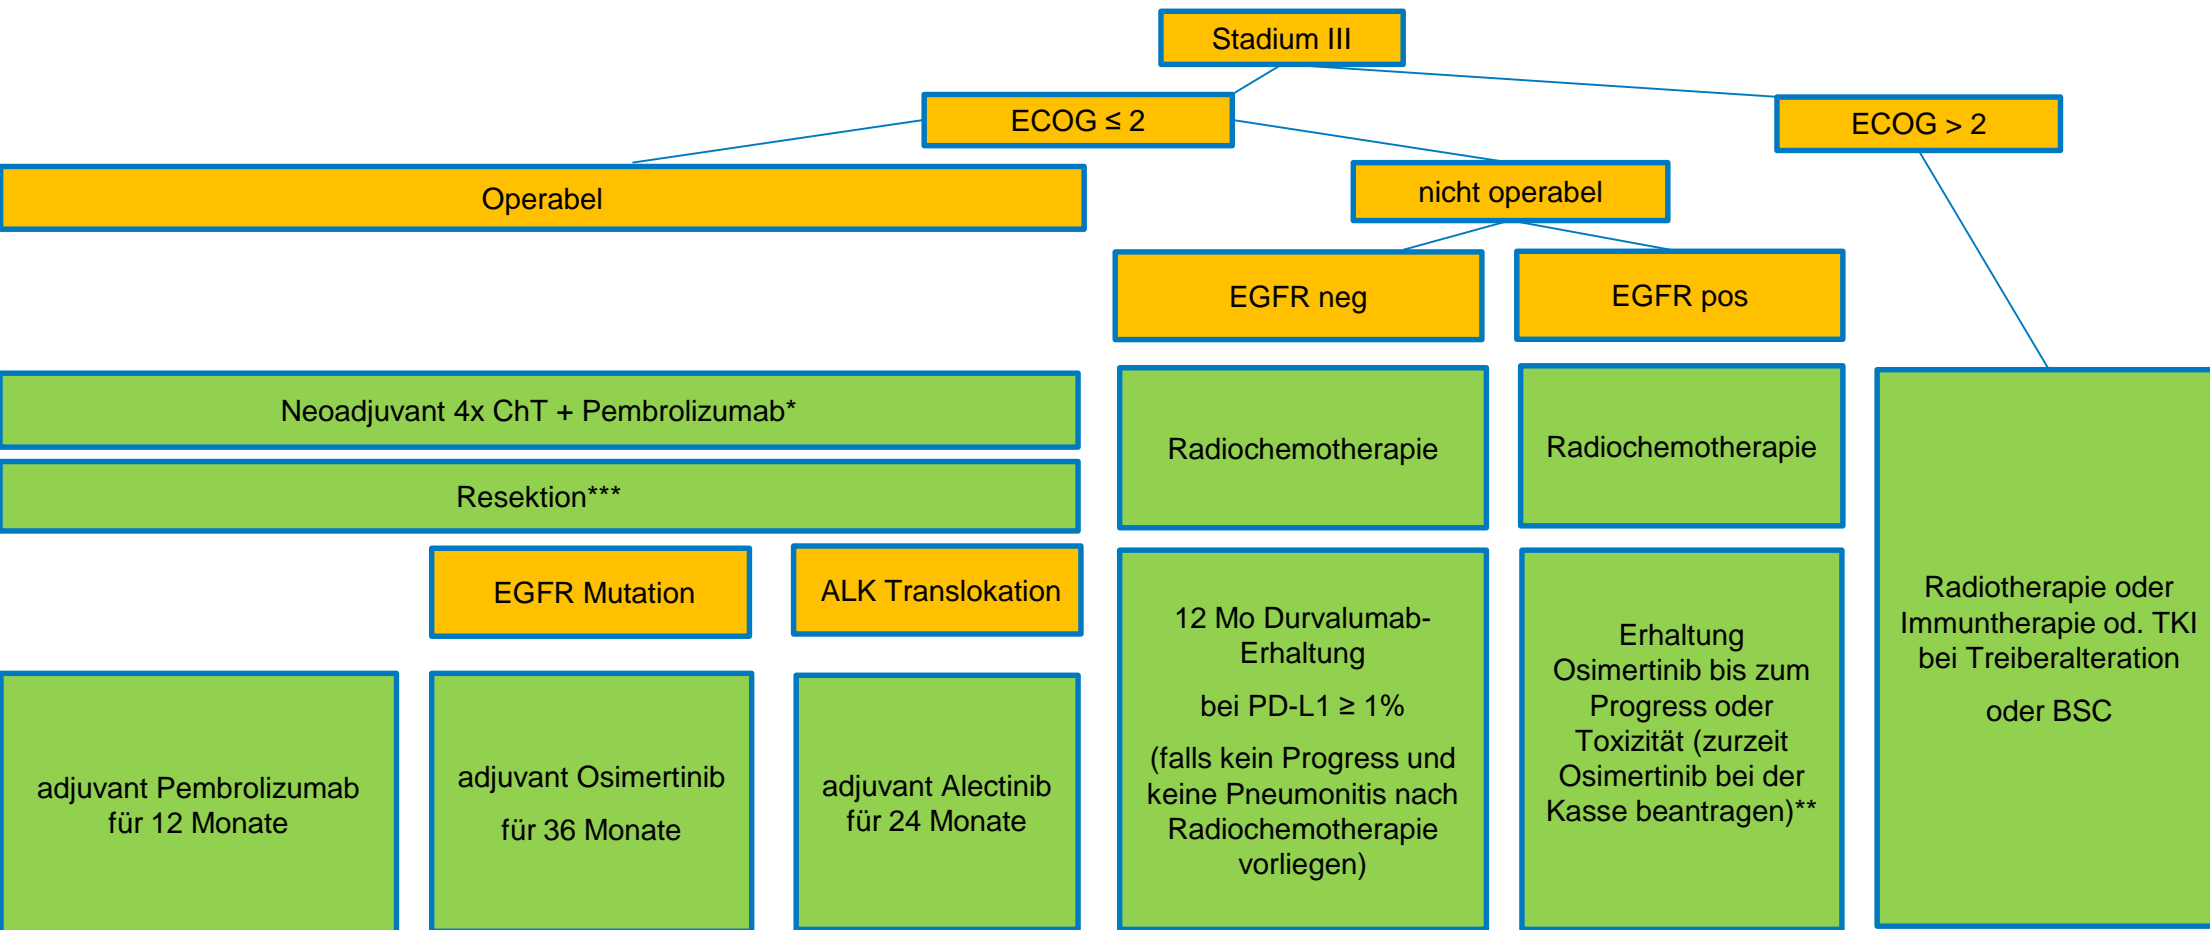 Stadium III
ECOG ≤ 2
ECOG > 2
Operabel
nicht operabel
EGFR neg
EGFR pos
Neoadjuvant 4x ChT + Pembrolizumab*
Resektion***
Radiochemotherapie
Radiochemotherapie
EGFR Mutation
ALK Translokation
adjuvant Pembrolizumab
für 12 Monate
adjuvant Osimertinib
für 36 Monate
adjuvant Alectinib
für 24 Monate
12 Mo Durvalumab-
Erhaltung
bei PD-L1 ≥ 1%
(falls kein Progress und
keine Pneumonitis nach
Radiochemotherapie
vorliegen)
Erhaltung
Osimertinib bis zum
Progress oder
Toxizität (zurzeit
Osimertinib bei der
Kasse beantragen)**
Radiotherapie oder
Immuntherapie od. TKI
bei Treiberalteration
oder BSC